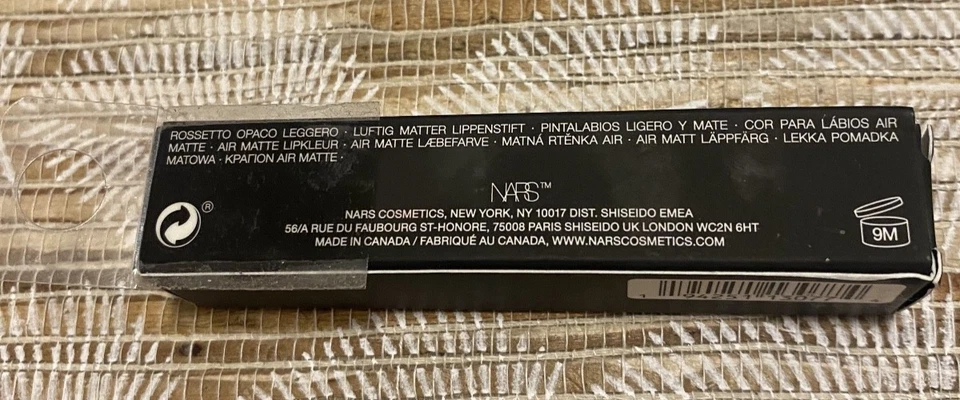 ROSSETTO OPACO LEGGERO · LUFTIG MATTER LIPPENSTIFT · PINTALABIOS LIGERO Y MATE · COR PARA LÁBIOS AIR
MATTE · AIR MATTE LIPKLEUR · AIR MATTE LÆBEFARVE · MATNÁ RTĚNKA AIR · AIR MATT LÄPPFÄRG · LEKKA POMADKA
MATOWA · ΚΡΑΓΙΟΝ AIR MATTE ·
NARS™
®
NARS COSMETICS, NEW YORK, NY 10017 DIST. SHISEIDO EMEA
56/A RUE DU FAUBOURG ST-HONORE, 75008 PARIS SHISEIDO UK LONDON WC2N 6HT
MADE IN CANADA / FABRIQUÉ AU CANADA, WWW.NARSCOSMETICS.COM
9M